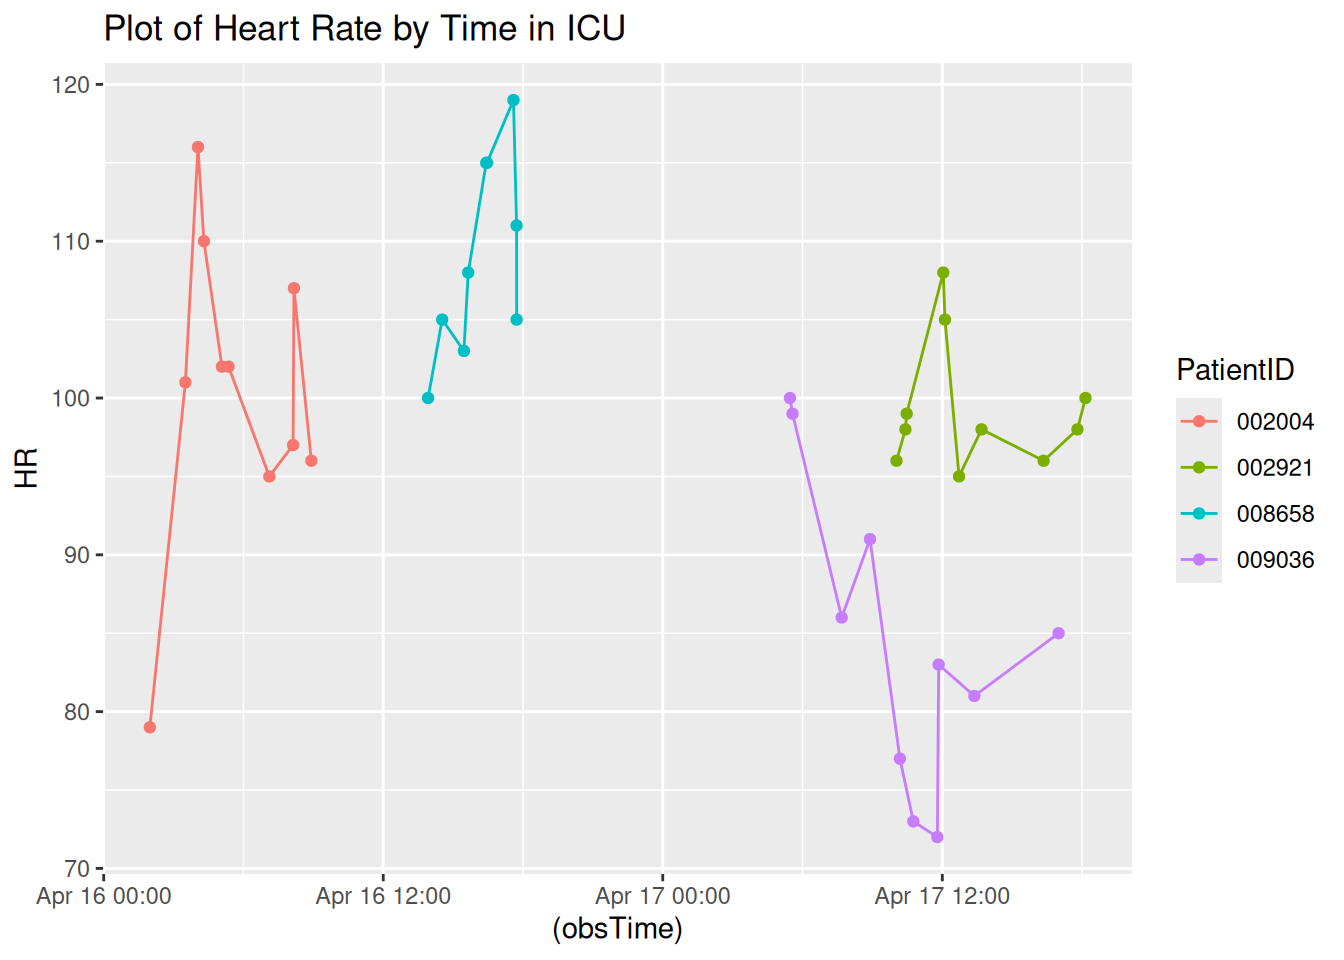 Plot of Heart Rate by Time in ICU
120
110
100
90
80
70
HR
Apr 16 00:00
Apr 16 12:00
Apr 17 00:00
Apr 17 12:00
(obsTime)
PatientID
002004
002921
008658
009036